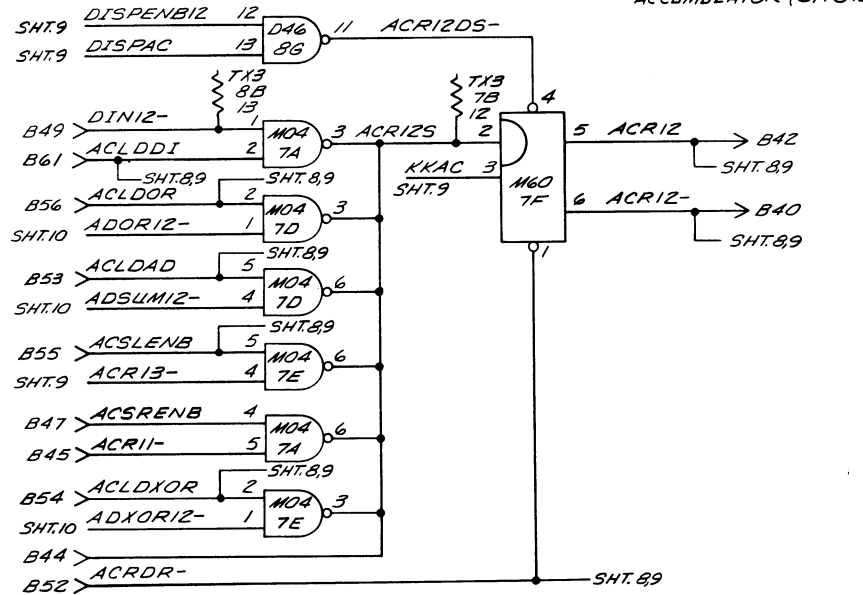 ACCUMULATOR (BITS 12
SHT.9 DISPENB12 12 D46 8G 11 ACR12DS-
SHT.9 DISPAC 13
TX3 8B 13
TX3 7B 12
4
B49 DIN12- 1 M04 7A 3 ACR12S 2 5 ACR12 B42
B61 ACLDDI 2
SHT.8,9
SHT.8,9
KKAC 3 M60 7F
SHT.9
SHT.8,9
B56 ACLDOR 2 M04 7D 3
SHT.10 ADOR12- 1
6 ACR12- B40
SHT.8,9
SHT.8,9
1
B53 ACLDAD 5 M04 7D 6
SHT.10 ADSUM12- 4
SHT.8,9
B55 ACSLENB 5 M04 7E 6
SHT.9 ACR13- 4
B47 ACSRENB 4 M04 7A 6
B45 ACR11- 5
SHT.8,9
B54 ACLDXOR 2 M04 7E 3
SHT.10 ADXOR12- 1
B44
B52 ACRDR- SHT.8,9